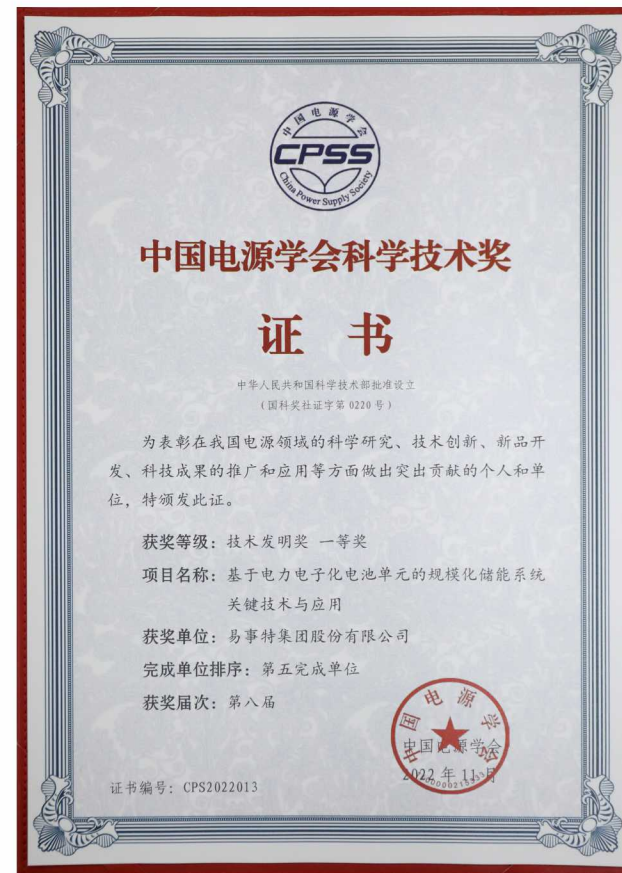 中国电源学会
CPSS
China Power Supply Society
中国电源学会科学技术奖
证 书
中华人民共和国科学技术部批准设立
(国科奖社证字第 0220 号)
为表彰在我国电源领域的科学研究、技术创新、新品开
发、科技成果的推广和应用等方面做出突出贡献的个人和单
位，特颁发此证。
获奖等级：技术发明奖 一等奖
项目名称：基于电力电子化电池单元的规模化储能系统
关键技术与应用
获奖单位：易事特集团股份有限公司
完成单位排序：第五完成单位
获奖届次：第八届
中国电源学会
中国电源学会
2022 年 11 月
证书编号：CPS2022013